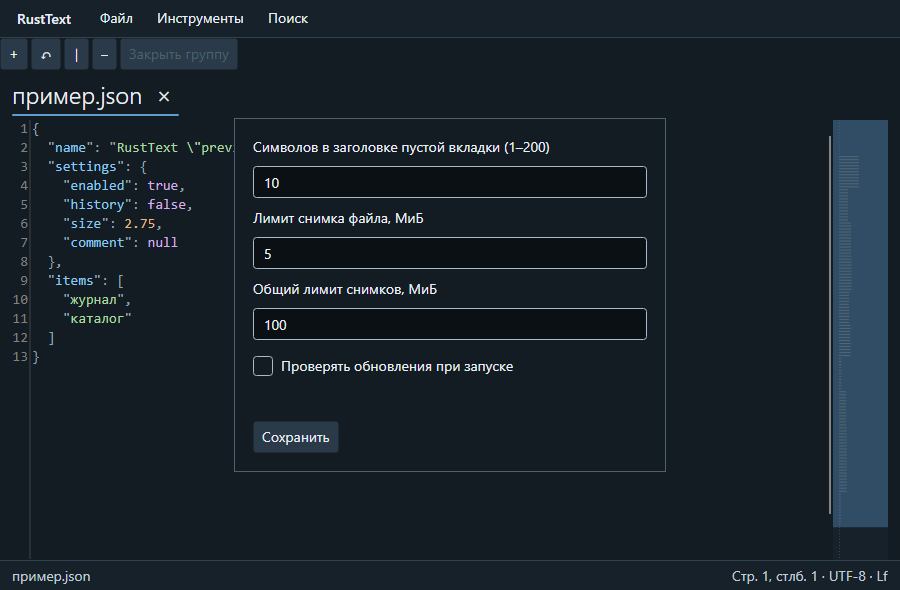 RustText Файл Инструменты Поиск
+ ↶ | − Закрыть группу
пример.json ✕
1 {
2 "name": "RustText \"prev
3 "settings": {
4 "enabled": true,
5 "history": false,
6 "size": 2.75,
7 "comment": null
8 },
9 "items": [
10 "журнал",
11 "каталог"
12 ]
13 }
Символов в заголовке пустой вкладки (1–200)
10
Лимит снимка файла, МиБ
5
Общий лимит снимков, МиБ
100
Проверять обновления при запуске
Сохранить
пример.json Стр. 1, стлб. 1 · UTF-8 · Lf